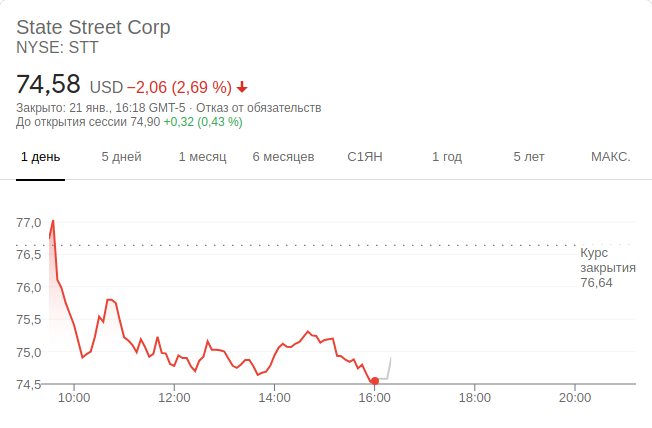 State Street Corp
NYSE: STT
74,58 USD −2,06 (2,69 %)
Закрыто: 21 янв., 16:18 GMT-5 · Отказ от обязательств
До открытия сессии 74,90 +0,32 (0,43 %)
1 день 5 дней 1 месяц 6 месяцев С1ЯН 1 год 5 лет МАКС.
77,0
76,5
76,0
75,5
75,0
74,5
Курс
закрытия
76,64
10:00 12:00 14:00 16:00 18:00 20:00